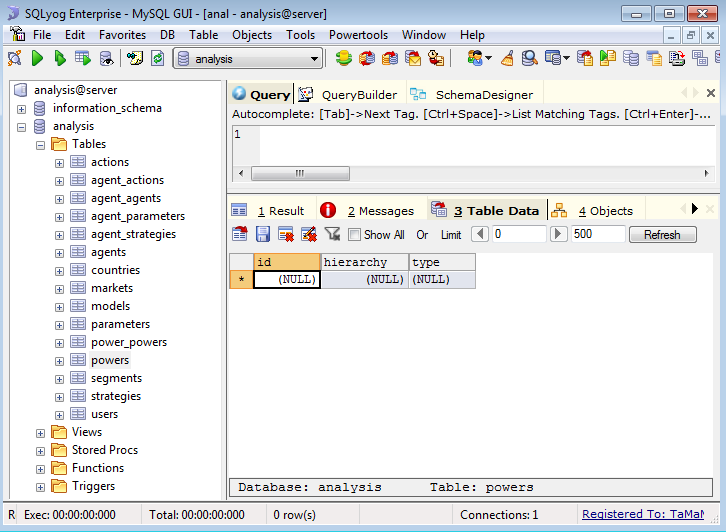 SQLyog Enterprise - MySQL GUI - [anal - analysis@server]
File Edit Favorites DB Table Objects Tools Powertools Window Help
analysis
analysis@server
information_schema
analysis
Tables
actions
agent_actions
agent_agents
agent_parameters
agent_strategies
agents
countries
markets
models
parameters
power_powers
powers
segments
strategies
users
Views
Stored Procs
Functions
Triggers
Query QueryBuilder SchemaDesigner
Autocomplete: [Tab]->Next Tag. [Ctrl+Space]->List Matching Tags. [Ctrl+Enter]-...
1
1 Result 2 Messages 3 Table Data 4 Objects
Show All Or Limit 0 500 Refresh
id hierarchy type
* (NULL) (NULL) (NULL)
Database: analysis Table: powers
R Exec: 00:00:00:000 Total: 00:00:00:000 0 row(s) Connections: 1 Registered To: TaMaM